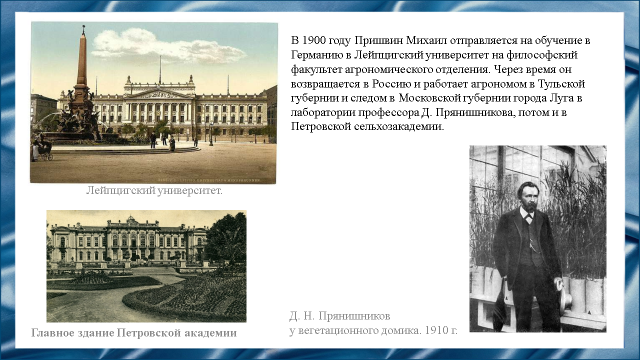 В 1900 году Пришвин Михаил отправляется на обучение в
Германию в Лейпцигский университет на философский
факультет агрономического отделения. Через время он
возвращается в Россию и работает агрономом в Тульской
губернии и следом в Московской губернии города Луга в
лаборатории профессора Д. Прянишникова, потом и в
Петровской сельхозакадемии.
Лейпцигский университет.
Главное здание Петровской академии
Д. Н. Прянишников
у вегетационного домика. 1910 г.